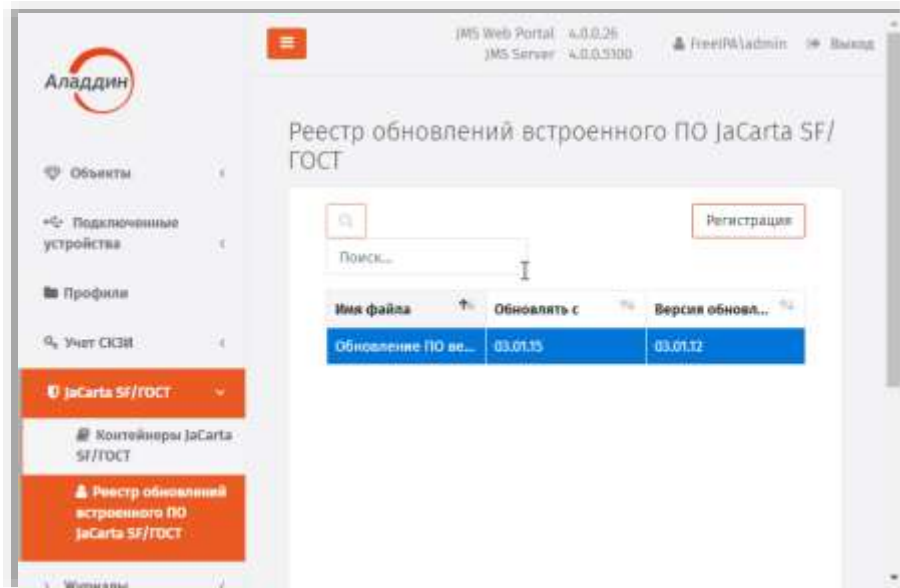 JMS Web Portal 4.0.0.26
JMS Server 4.0.0.5100
FreeIPA\admin
Выход
Аладдин
Объекты
Подключенные
устройства
Профили
Учет СКЗИ
JaCarta SF/ГОСТ
Контейнеры JaCarta
SF/ГОСТ
Реестр обновлений
встроенного ПО
JaCarta SF/ГОСТ
Журналы
Реестр обновлений встроенного ПО JaCarta SF/
ГОСТ
Регистрация
Поиск...
Имя файла Обновлять с Версия обновл...
Обновление ПО ве... 03.01.15 03.01.12